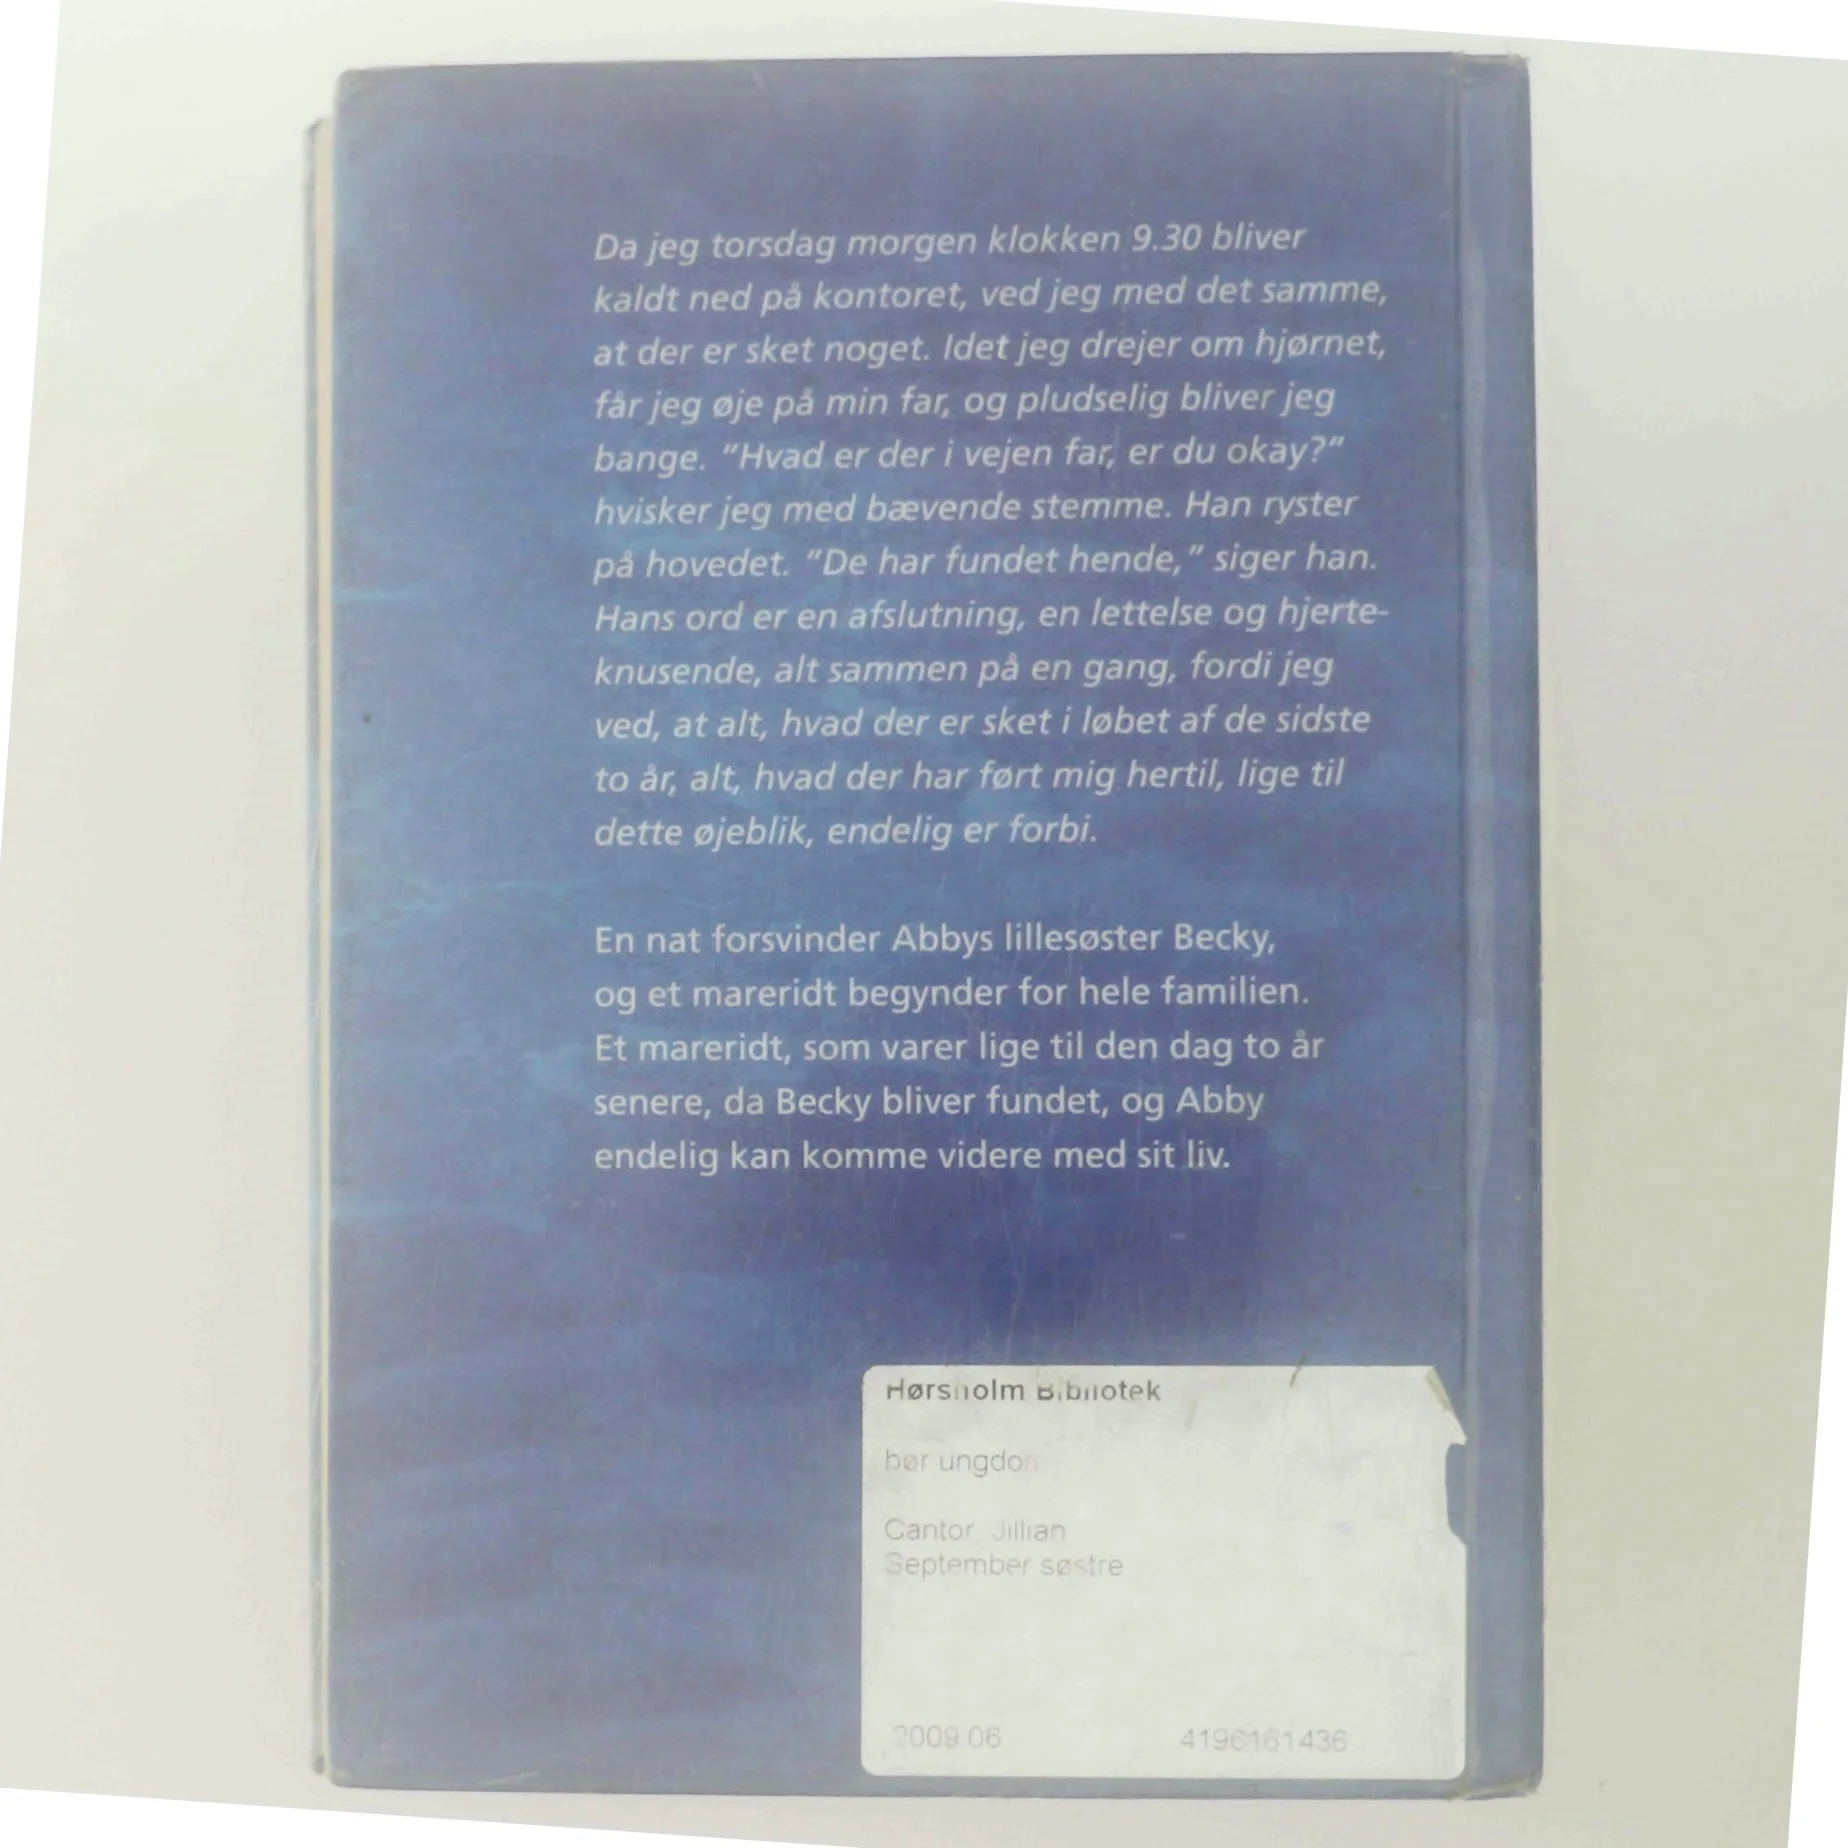 Da jeg torsdag morgen klokken 9.30 bliver
kaldt ned på kontoret, ved jeg med det samme,
at der er sket noget. Idet jeg drejer om hjørnet,
får jeg øje på min far, og pludselig bliver jeg
bange. "Hvad er der i vejen far, er du okay?"
hvisker jeg med bævende stemme. Han ryster
på hovedet. "De har fundet hende," siger han.
Hans ord er en afslutning, en lettelse og hjerte-
knusende, alt sammen på en gang, fordi jeg
ved, at alt, hvad der er sket i løbet af de sidste
to år, alt, hvad der har ført mig hertil, lige til
dette øjeblik, endelig er forbi.
En nat forsvinder Abbys lillesøster Becky,
og et mareridt begynder for hele familien.
Et mareridt, som varer lige til den dag to år
senere, da Becky bliver fundet, og Abby
endelig kan komme videre med sit liv.
Hørsholm Bibliotek
bør
Cantor, Jillian
September søstre
2009 06